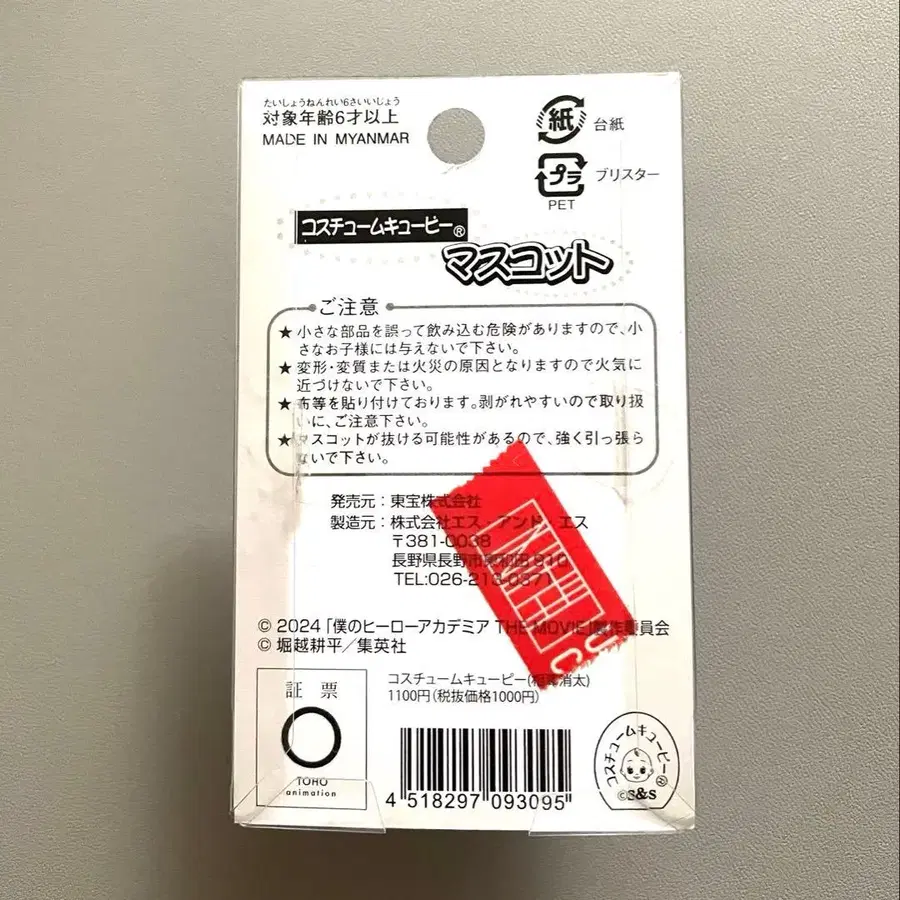 たいしょうねんれい6さいいじょう
対象年齢6才以上
MADE IN MYANMAR
紙 台紙
プラ ブリスター
PET
コスチュームキューピー®
マスコット
ご注意
★小さな部品を誤って飲み込む危険がありますので、小
さなお子様には与えないで下さい。
★変形・変質または火災の原因となりますので火気に
近づけないで下さい。
★布等を貼り付けております。剥がれやすいので取り扱
いに、ご注意下さい。
★マスコットが抜ける可能性があるので、強く引っ張ら
ないで下さい。
発売元：東宝株式会社
製造元：株式会社エス・アンド・エス
〒381-0038
長野県長野市東和田810
TEL:026-213-0371
© 2024「僕のヒーローアカデミア THE MOVIE」製作委員会
© 堀越耕平／集英社
コスチュームキューピー(相澤消太)
1100円(税抜価格1000円)
証 票
TOHO
animation
4 518297 093095
コスチュームキューピー®
©S&S